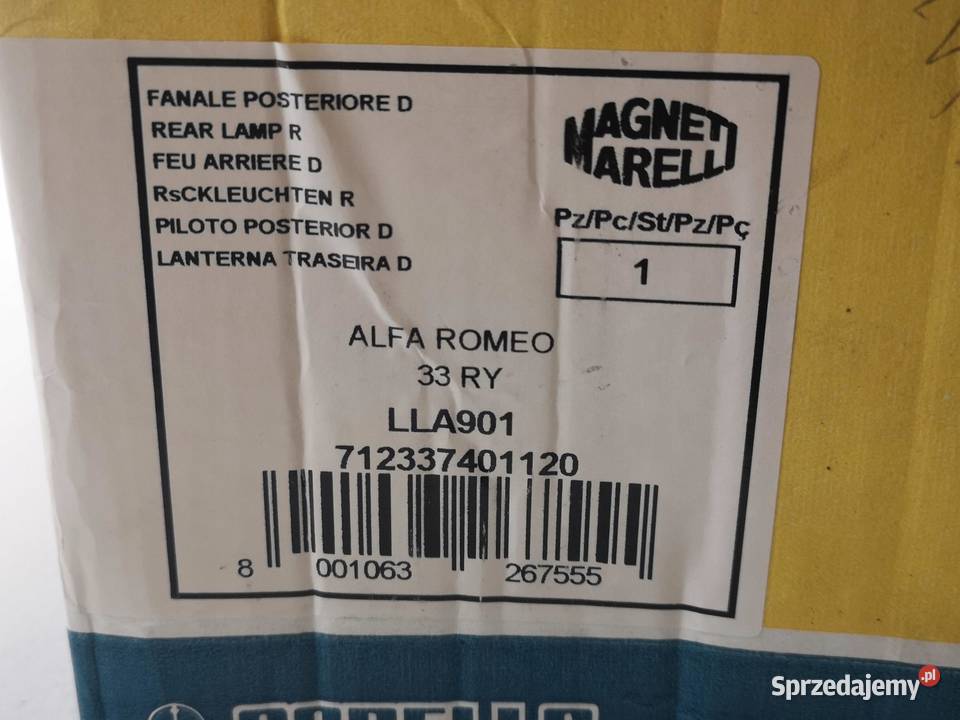 FANALE POSTERIORE D
REAR LAMP R
FEU ARRIERE D
RsCKLEUCHTEN R
PILOTO POSTERIOR D
LANTERNA TRASEIRA D
MAGNETI
MARELLI
Pz/Pc/St/Pz/Pç
1
ALFA ROMEO
33 RY
LLA901
712337401120
8 001063 267555
Sprzedajemy.pl